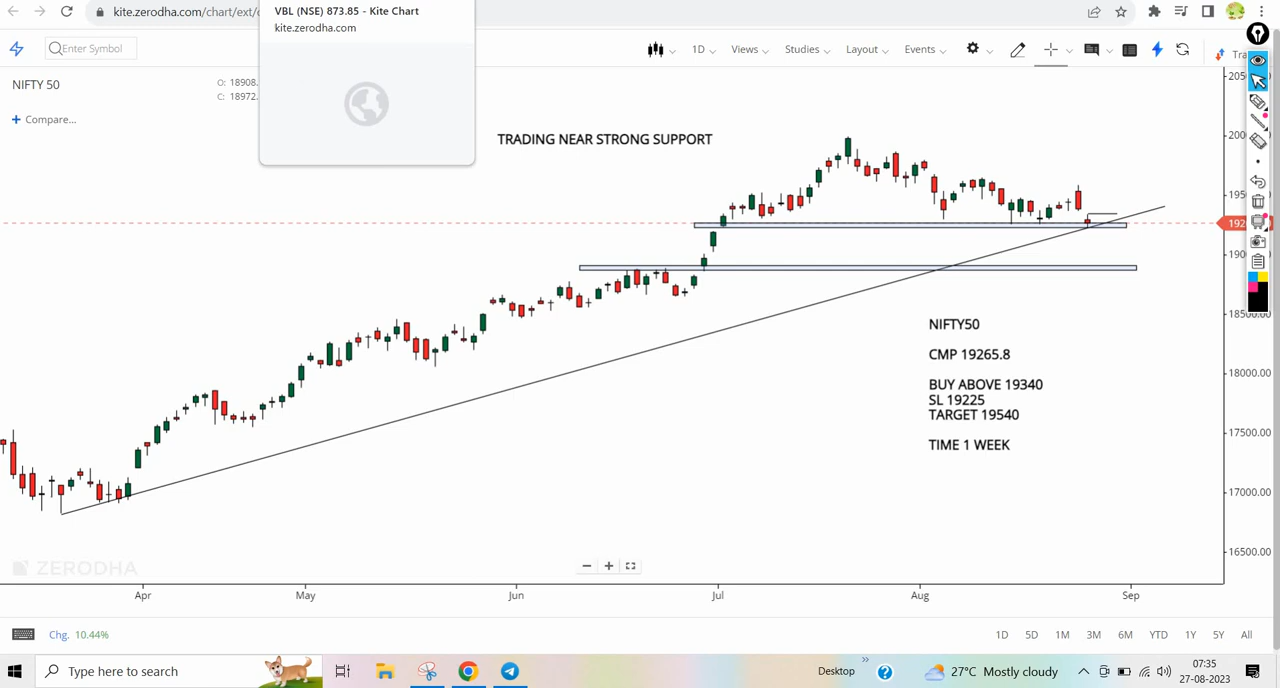 VBL (NSE) 873.85 - Kite Chart
kite.zerodha.com
kite.zerodha.com/chart/ext/
Enter Symbol
1D
Views
Studies
Layout
Events
NIFTY 50
O: 18908.
C: 18972.
+ Compare...
TRADING NEAR STRONG SUPPORT
NIFTY50
CMP 19265.8
BUY ABOVE 19340
SL 19225
TARGET 19540
TIME 1 WEEK
18000.00
17500.00
17000.00
16500.00
ZERODHA
Apr
May
Jun
Jul
Aug
Sep
Chg. 10.44%
1D
5D
1M
3M
6M
YTD
1Y
5Y
All
Type here to search
Desktop
27°C Mostly cloudy
07:35
27-08-2023